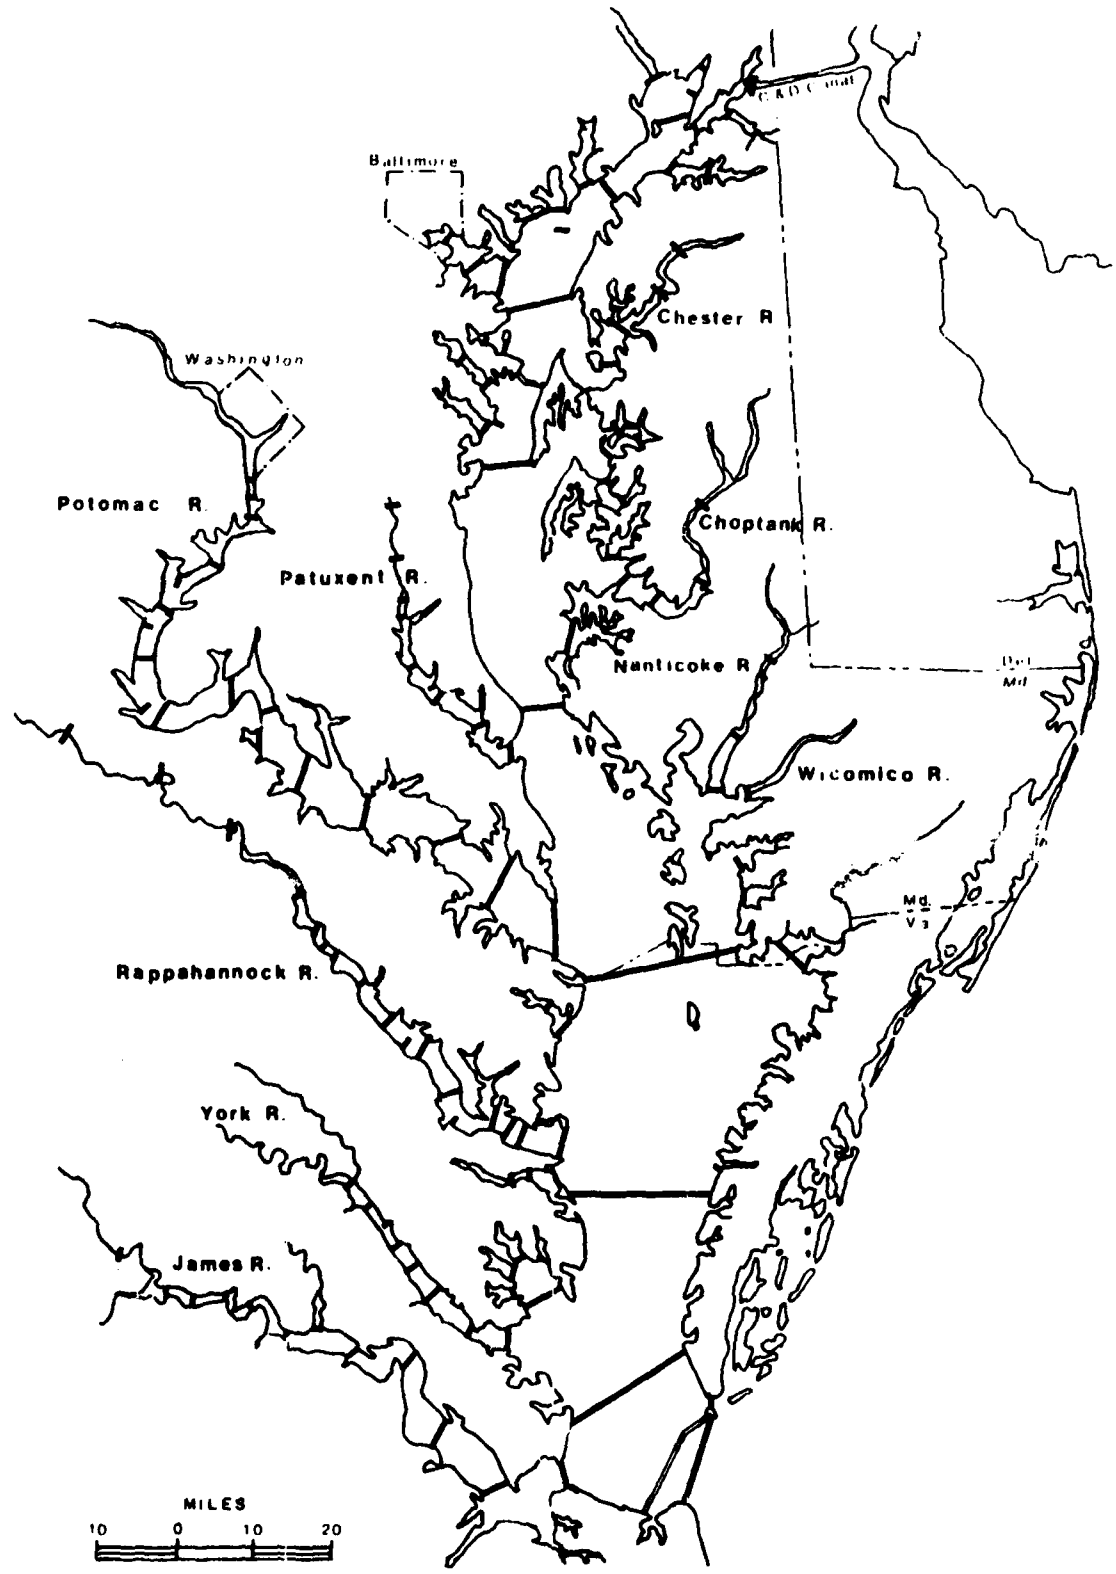 C & D Canal
Baltimore
Chester R
Washington
Potomac R.
Choptank R.
Patuxent R.
Nanticoke R
Del
Md
Wicomico R.
Md.
Va
Rappahannock R.
York R.
James R.
MILES
10 0 10 20